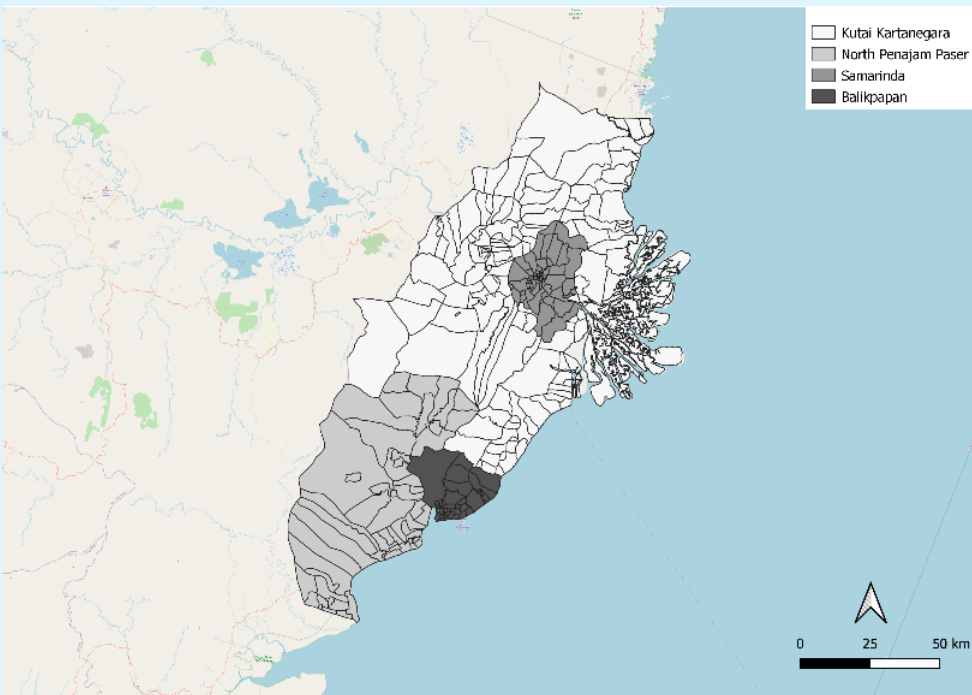 Kutai Kartanegara
North Penajam Paser
Samarinda
Balikpapan
0 25 50 km